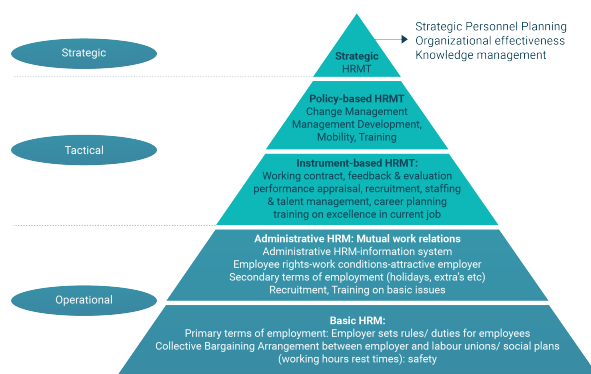 Strategic Personnel Planning
Organizational effectiveness
Knowledge management
Strategic
Strategic
HRMT
Policy-based HRMT
Change Management
Management Development,
Mobility, Training
Tactical
Instrument-based HRMT:
Working contract, feedback & evaluation
performance appraisal, recruitment, staffing
& talent management, career planning
training on excellence in current job
Administrative HRM: Mutual work relations
Administrative HRM-information system
Employee rights-work conditions-attractive employer
Secondary terms of employment (holidays, extra's etc)
Recruitment, Training on basic issues
Operational
Basic HRM:
Primary terms of employment: Employer sets rules/ duties for employees
Collective Bargaining Arrangement between employer and labour unions/ social plans
(working hours rest times): safety